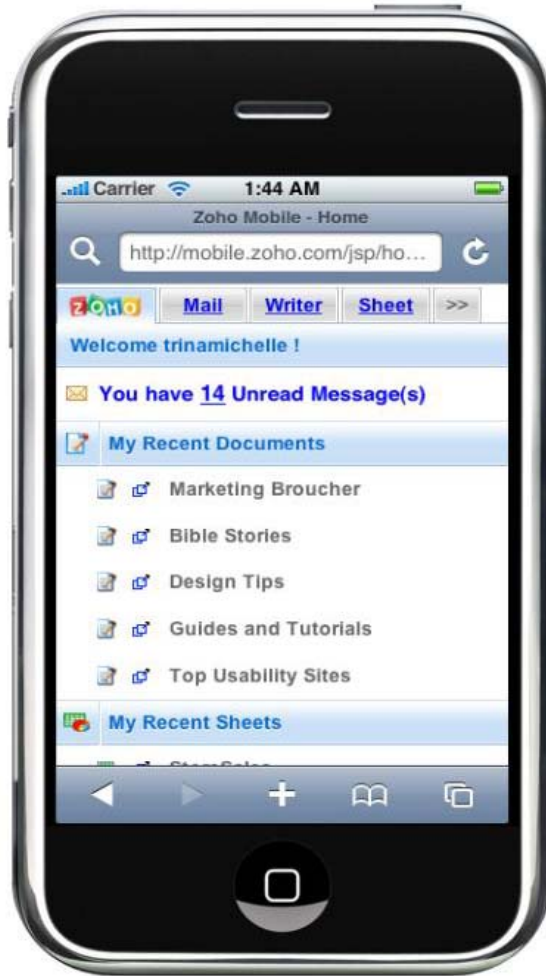 Carrier 1:44 AM
Zoho Mobile - Home
http://mobile.zoho.com/jsp/ho...
ZOHO Mail Writer Sheet >>
Welcome trinamichelle !
You have 14 Unread Message(s)
My Recent Documents
Marketing Broucher
Bible Stories
Design Tips
Guides and Tutorials
Top Usability Sites
My Recent Sheets